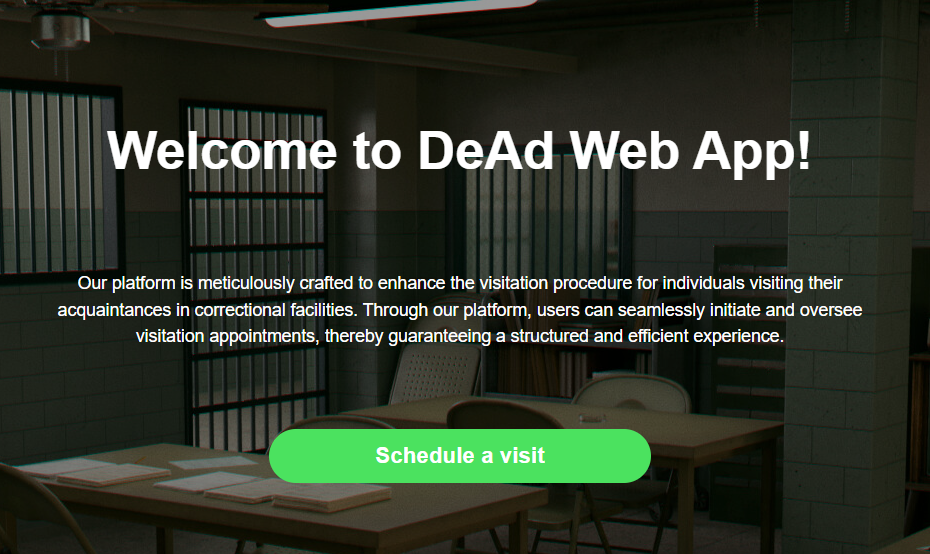 Welcome to DeAd Web App!
Our platform is meticulously crafted to enhance the visitation procedure for individuals visiting their
acquaintances in correctional facilities. Through our platform, users can seamlessly initiate and oversee
visitation appointments, thereby guaranteeing a structured and efficient experience.
Schedule a visit